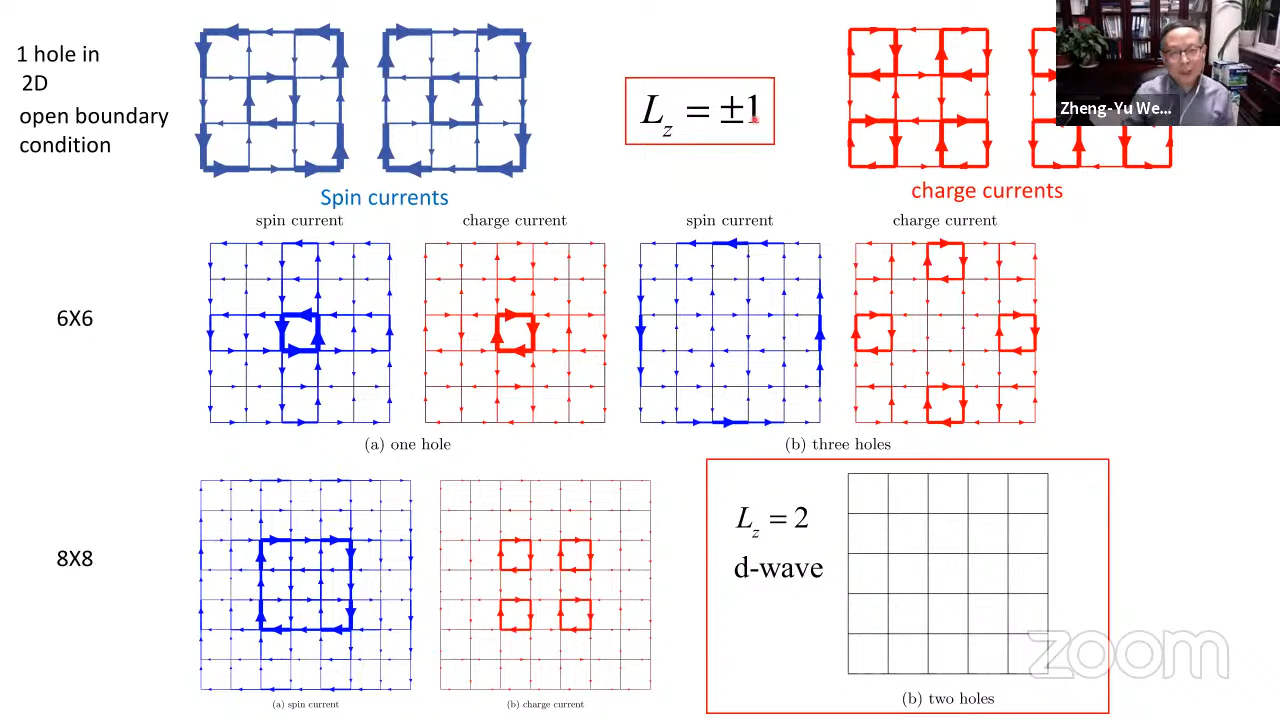 1 hole in
2D
open boundary
condition
L_z = ±1
Zheng-Yu We...
Spin currents
charge currents
spin current
charge current
spin current
charge current
6X6
(a) one hole
(b) three holes
8X8
L_z = 2
d-wave
(a) spin current
(b) charge current
(b) two holes
zoom